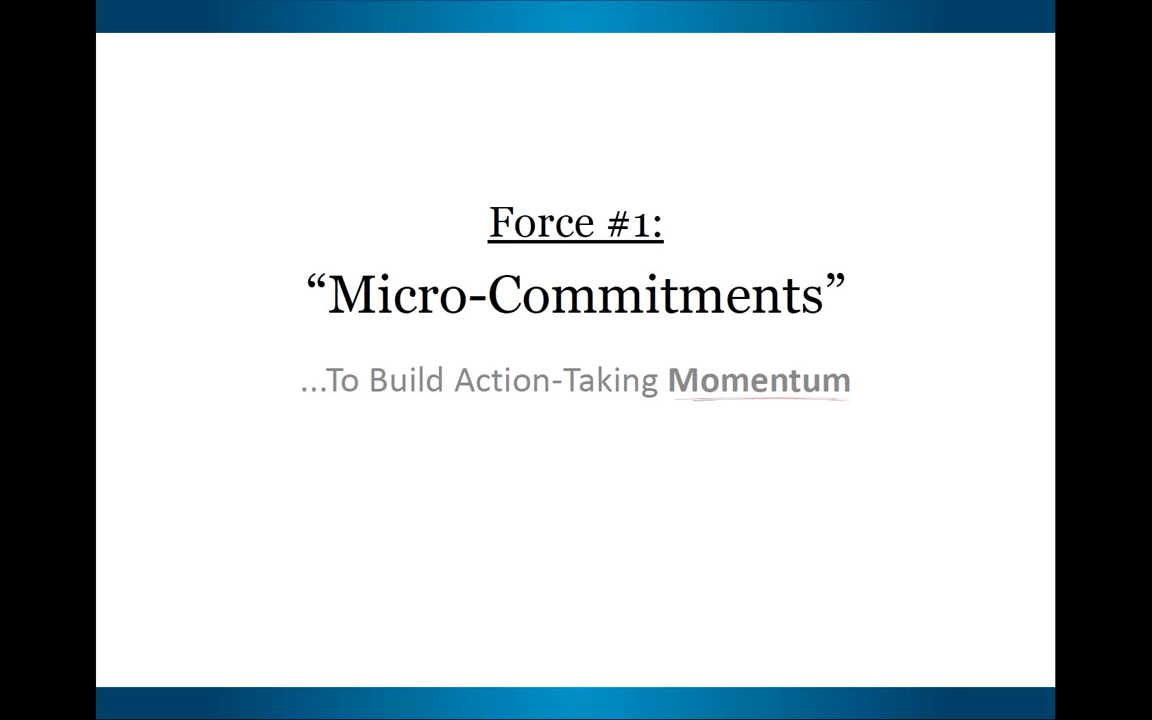 Force #1:
“Micro-Commitments”
...To Build Action-Taking Momentum